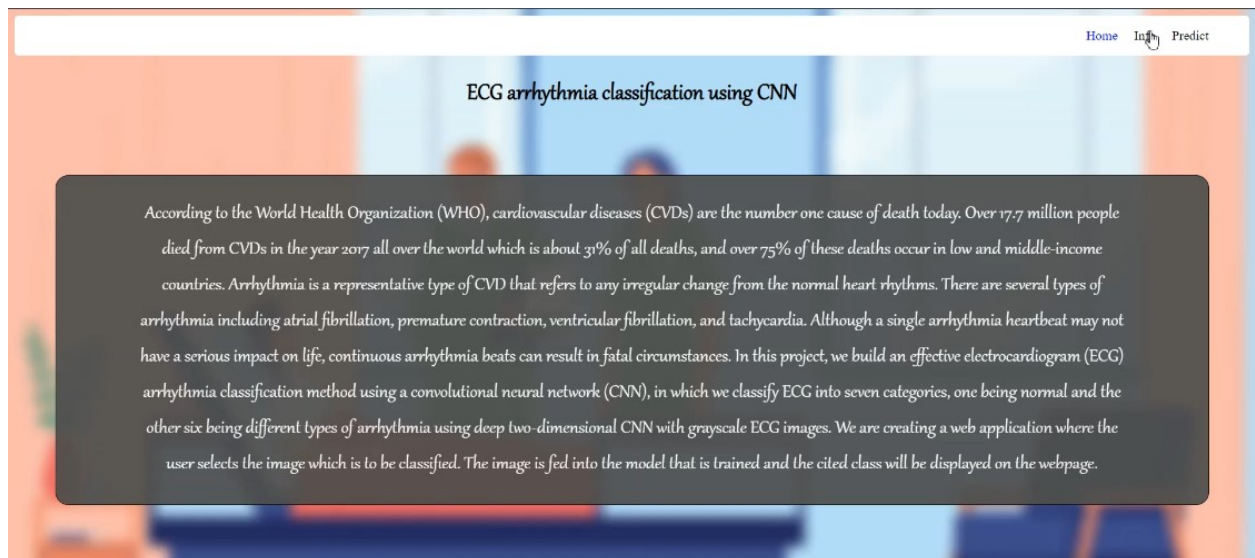 Home Info Predict
ECG arrhythmia classification using CNN
According to the World Health Organization (WHO), cardiovascular diseases (CVDs) are the number one cause of death today. Over 17.7 million people
died from CVDs in the year 2017 all over the world which is about 31% of all deaths, and over 75% of these deaths occur in low and middle-income
countries. Arrhythmia is a representative type of CVD that refers to any irregular change from the normal heart rhythms. There are several types of
arrhythmia including atrial fibrillation, premature contraction, ventricular fibrillation, and tachycardia. Although a single arrhythmia heartbeat may not
have a serious impact on life, continuous arrhythmia beats can result in fatal circumstances. In this project, we build an effective electrocardiogram (ECG)
arrhythmia classification method using a convolutional neural network (CNN), in which we classify ECG into seven categories, one being normal and the
other six being different types of arrhythmia using deep two-dimensional CNN with grayscale ECG images. We are creating a web application where the
user selects the image which is to be classified. The image is fed into the model that is trained and the cited class will be displayed on the webpage.